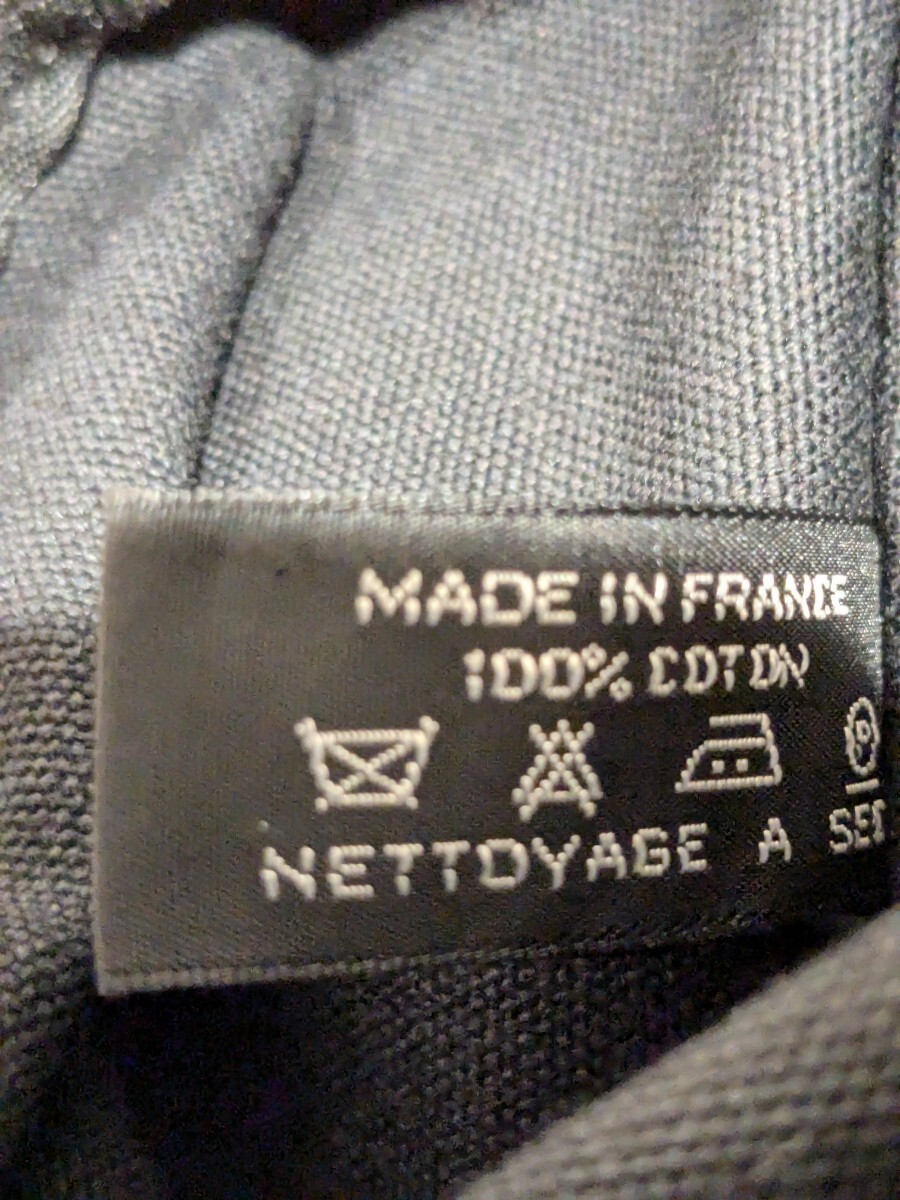 MADE IN FRANCE
100% COTON
P
NETTOYAGE A SEC